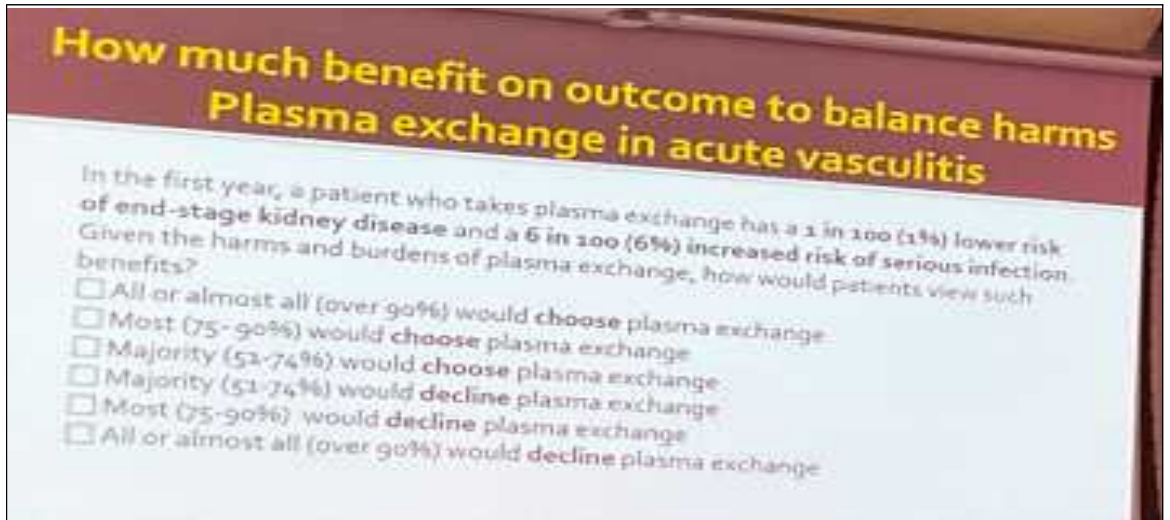 How much benefit on outcome to balance harms
Plasma exchange in acute vasculitis
In the first year, a patient who takes plasma exchange has a 1 in 100 (1%) lower risk
of end-stage kidney disease and a 6 in 100 (6%) increased risk of serious infection.
Given the harms and burdens of plasma exchange, how would patients view such
benefits?
All or almost all (over 90%) would choose plasma exchange
Most (75-90%) would choose plasma exchange
Majority (51-74%) would choose plasma exchange
Majority (51-74%) would decline plasma exchange
Most (75-90%) would decline plasma exchange
All or almost all (over 90%) would decline plasma exchange